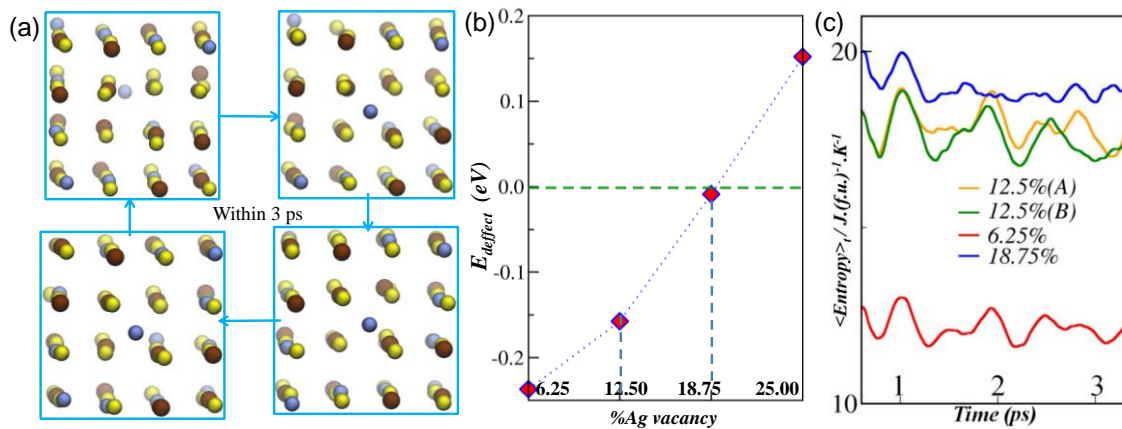 (a)
Within 3 ps
(b)
0.2
0.1
0.0
-0.1
-0.2
E_deffect (eV)
6.25 12.50 18.75 25.00
%Ag vacancy
(c)
20
10
<Entropy>_t / J.(f.u.)^-1.K^-1
12.5%(A)
12.5%(B)
6.25%
18.75%
1 2 3
Time (ps)